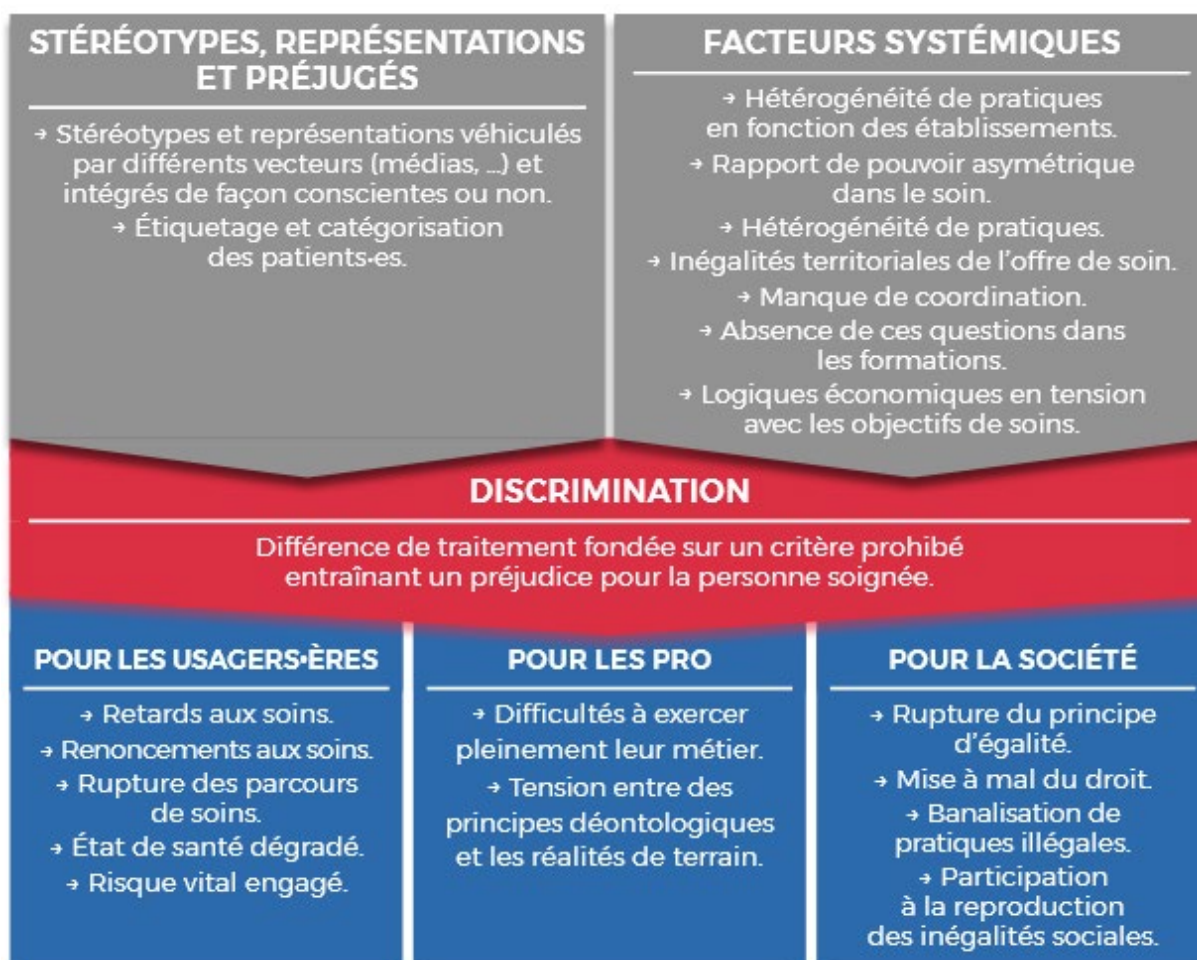 STÉRÉOTYPES, REPRÉSENTATIONS
ET PRÉJUGÉS
→ Stéréotypes et représentations véhiculés
par différents vecteurs (médias, ...) et
intégrés de façon conscientes ou non.
→ Étiquetage et catégorisation
des patients•es.
FACTEURS SYSTÉMIQUES
→ Hétérogénéité de pratiques
en fonction des établissements.
→ Rapport de pouvoir asymétrique
dans le soin.
→ Hétérogénéité de pratiques.
→ Inégalités territoriales de l'offre de soin.
→ Manque de coordination.
→ Absence de ces questions dans
les formations.
→ Logiques économiques en tension
avec les objectifs de soins.
DISCRIMINATION
Différence de traitement fondée sur un critère prohibé
entraînant un préjudice pour la personne soignée.
POUR LES USAGERS•ÈRES
→ Retards aux soins.
→ Renoncements aux soins.
→ Rupture des parcours
de soins.
→ État de santé dégradé.
→ Risque vital engagé.
POUR LES PRO
→ Difficultés à exercer
pleinement leur métier.
→ Tension entre des
principes déontologiques
et les réalités de terrain.
POUR LA SOCIÉTÉ
→ Rupture du principe
d'égalité.
→ Mise à mal du droit.
→ Banalisation de
pratiques illégales.
→ Participation
à la reproduction
des inégalités sociales.